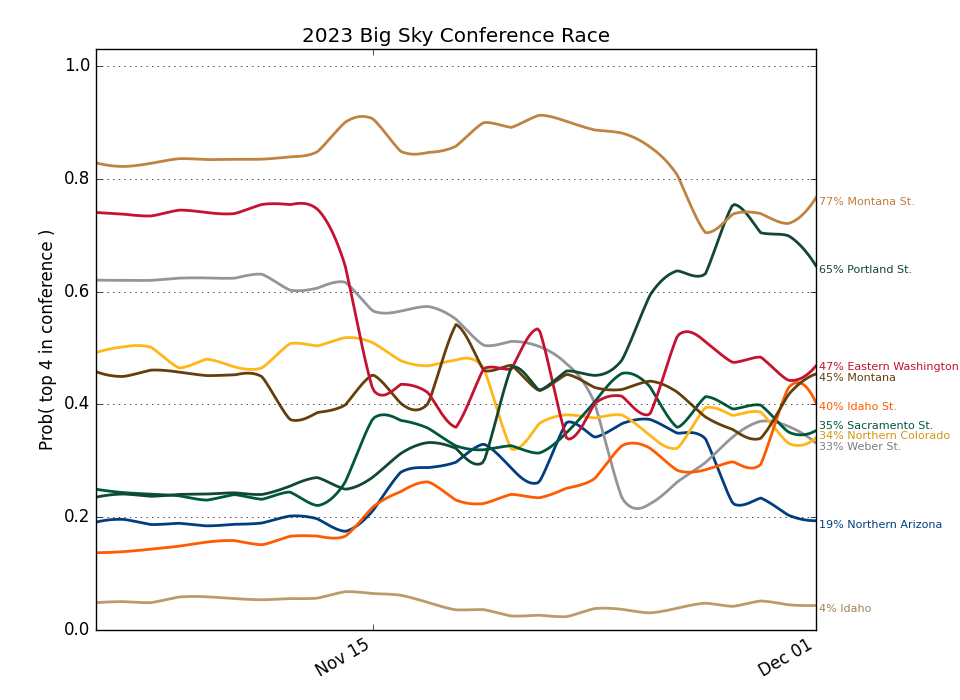 2023 Big Sky Conference Race
Prob( top 4 in conference )
1.0
0.8
0.6
0.4
0.2
0.0
Nov 15
Dec 01
77% Montana St.
65% Portland St.
47% Eastern Washington
45% Montana
40% Idaho St.
35% Sacramento St.
34% Northern Colorado
33% Weber St.
19% Northern Arizona
4% Idaho